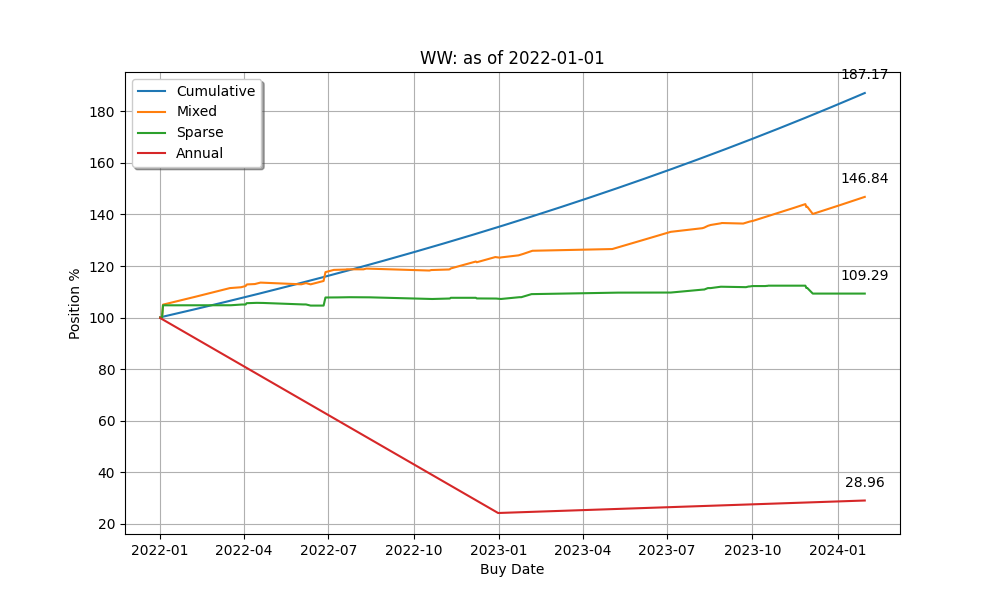 WW: as of 2022-01-01
187.17
Cumulative
Mixed
Sparse
Annual
146.84
109.29
28.96
180
160
140
120
100
80
60
40
20
Position %
2022-01 2022-04 2022-07 2022-10 2023-01 2023-04 2023-07 2023-10 2024-01
Buy Date